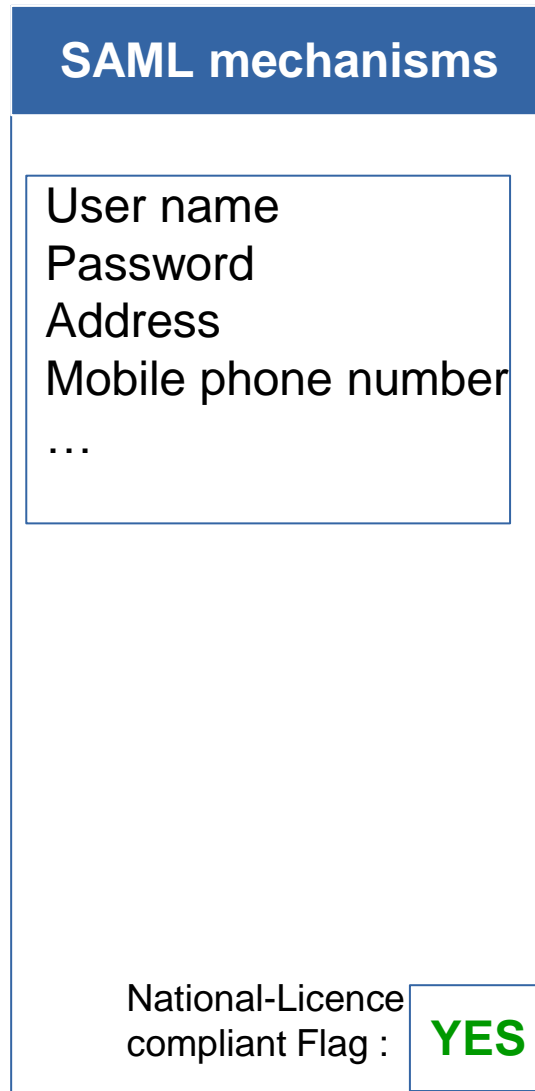 SAML mechanisms
User name
Password
Address
Mobile phone number
…
National-Licence
compliant Flag :
YES